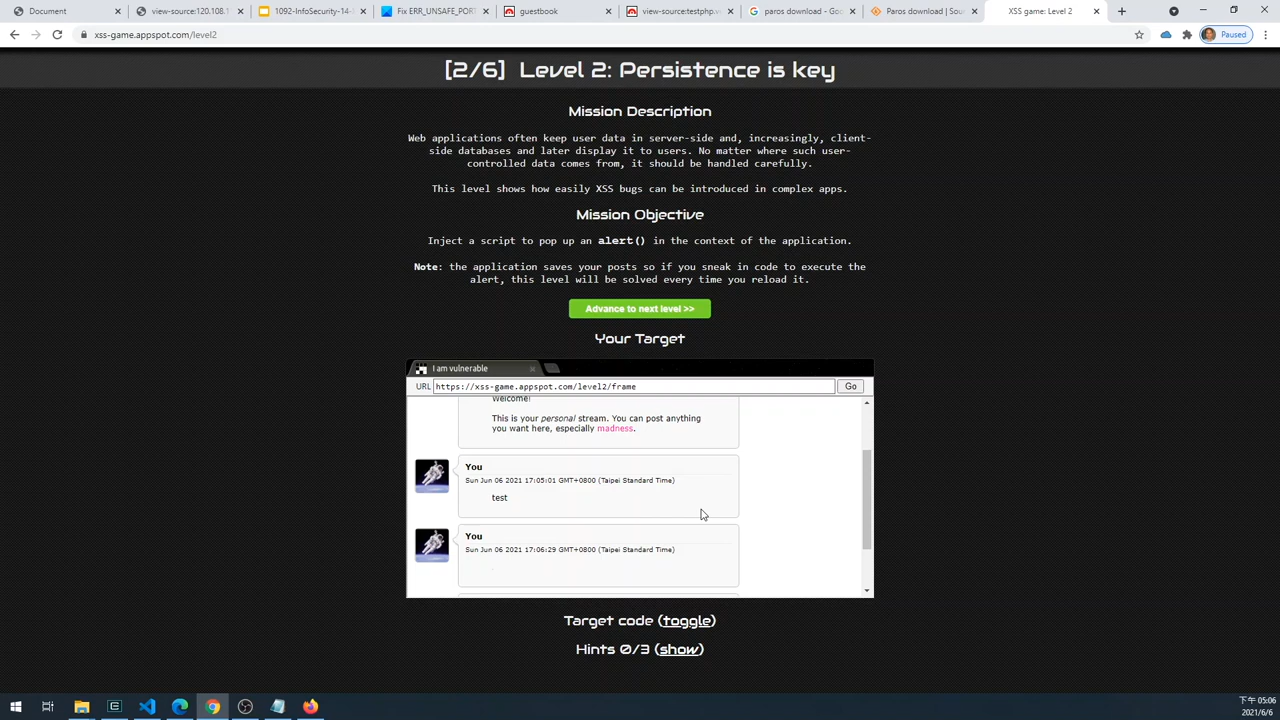 Document
view-source:120.108.1
1092-InfoSecurity-14-
Fix ERR_UNSAFE_POR
guestbook
view-source:testphp.v
paros download - Goo
Paros download | Sour
XSS game: Level 2
xss-game.appspot.com/level2
Paused
[2/6] Level 2: Persistence is key
Mission Description
Web applications often keep user data in server-side and, increasingly, client-
side databases and later display it to users. No matter where such user-
controlled data comes from, it should be handled carefully.
This level shows how easily XSS bugs can be introduced in complex apps.
Mission Objective
Inject a script to pop up an alert() in the context of the application.
Note: the application saves your posts so if you sneak in code to execute the
alert, this level will be solved every time you reload it.
Advance to next level >>
Your Target
I am vulnerable
URL https://xss-game.appspot.com/level2/frame Go
Welcome!
This is your personal stream. You can post anything
you want here, especially madness.
You
Sun Jun 06 2021 17:05:01 GMT+0800 (Taipei Standard Time)
test
You
Sun Jun 06 2021 17:06:29 GMT+0800 (Taipei Standard Time)
Target code (toggle)
Hints 0/3 (show)
下午 05:06
2021/6/6